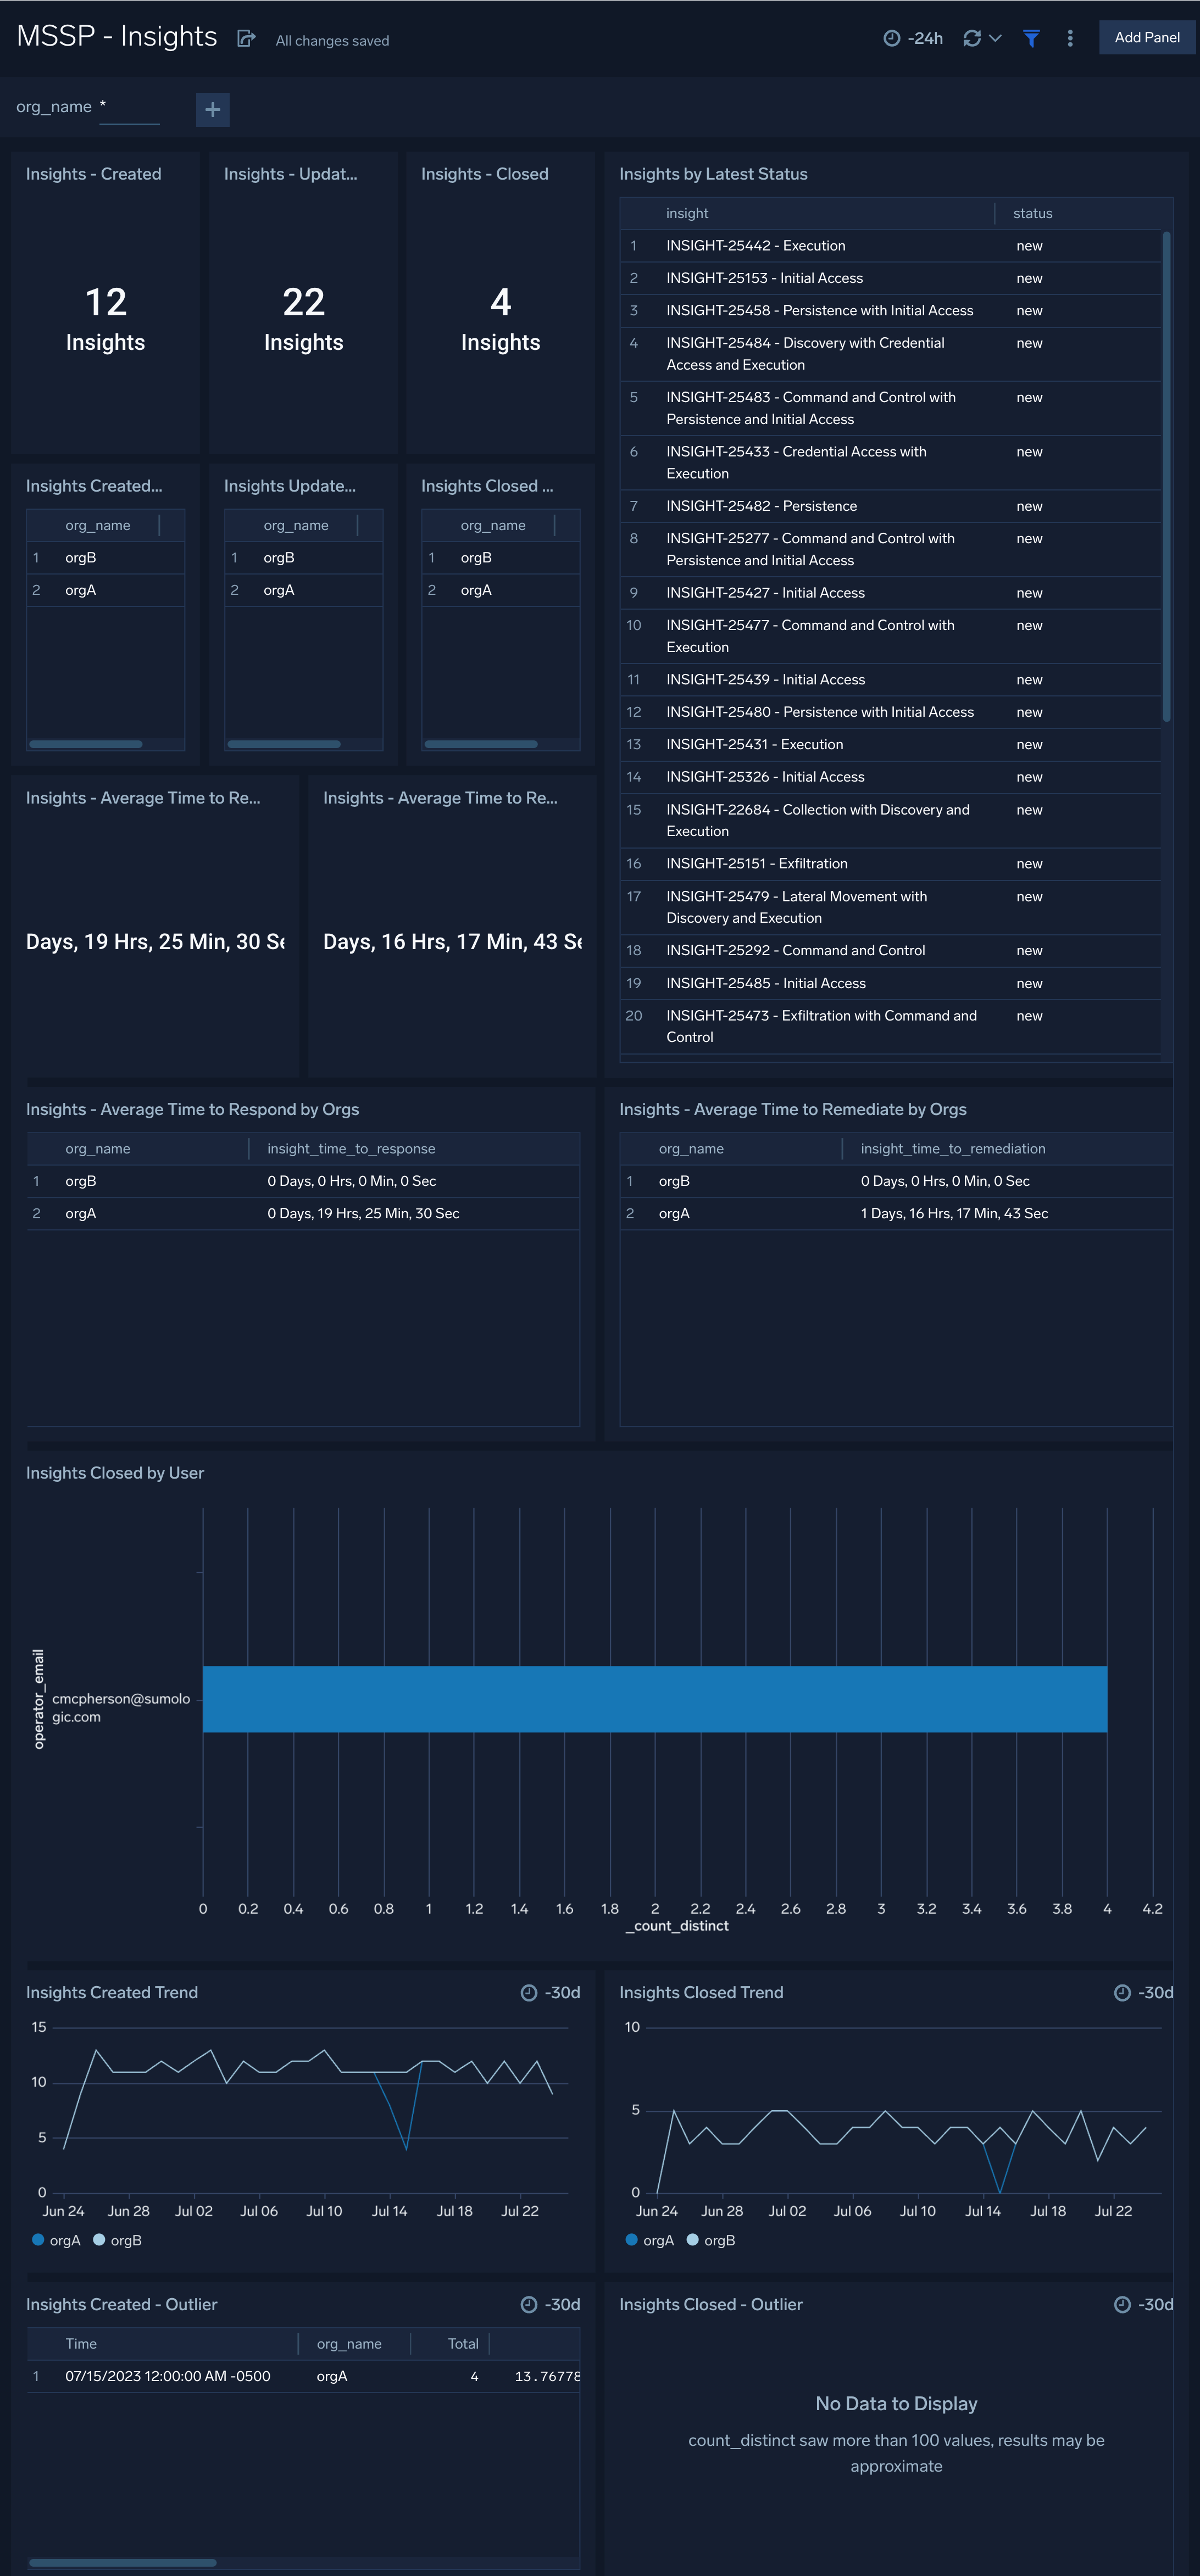 MSSP - Insights
All changes saved
-24h
Add Panel
org_name *
Insights - Created
12
Insights
Insights - Updat...
22
Insights
Insights - Closed
4
Insights
Insights by Latest Status
insight status
1 INSIGHT-25442 - Execution new
2 INSIGHT-25153 - Initial Access new
3 INSIGHT-25458 - Persistence with Initial Access new
4 INSIGHT-25484 - Discovery with Credential new
Access and Execution
5 INSIGHT-25483 - Command and Control with new
Persistence and Initial Access
6 INSIGHT-25433 - Credential Access with new
Execution
7 INSIGHT-25482 - Persistence new
8 INSIGHT-25277 - Command and Control with new
Persistence and Initial Access
9 INSIGHT-25427 - Initial Access new
10 INSIGHT-25477 - Command and Control with new
Execution
11 INSIGHT-25439 - Initial Access new
12 INSIGHT-25480 - Persistence with Initial Access new
13 INSIGHT-25431 - Execution new
14 INSIGHT-25326 - Initial Access new
15 INSIGHT-22684 - Collection with Discovery and new
Execution
16 INSIGHT-25151 - Exfiltration new
17 INSIGHT-25479 - Lateral Movement with new
Discovery and Execution
18 INSIGHT-25292 - Command and Control new
19 INSIGHT-25485 - Initial Access new
20 INSIGHT-25473 - Exfiltration with Command and new
Control
Insights Created...
org_name
1 orgB
2 orgA
Insights Update...
org_name
1 orgB
2 orgA
Insights Closed ...
org_name
1 orgB
2 orgA
Insights - Average Time to Re...
Days, 19 Hrs, 25 Min, 30 Se
Insights - Average Time to Re...
Days, 16 Hrs, 17 Min, 43 Se
Insights - Average Time to Respond by Orgs
org_name insight_time_to_response
1 orgB 0 Days, 0 Hrs, 0 Min, 0 Sec
2 orgA 0 Days, 19 Hrs, 25 Min, 30 Sec
Insights - Average Time to Remediate by Orgs
org_name insight_time_to_remediation
1 orgB 0 Days, 0 Hrs, 0 Min, 0 Sec
2 orgA 1 Days, 16 Hrs, 17 Min, 43 Sec
Insights Closed by User
operator_email
cmcpherson@sumolo
gic.com
0 0.2 0.4 0.6 0.8 1 1.2 1.4 1.6 1.8 2 2.2 2.4 2.6 2.8 3 3.2 3.4 3.6 3.8 4 4.2
_count_distinct
Insights Created Trend -30d
15
10
5
0
Jun 24 Jun 28 Jul 02 Jul 06 Jul 10 Jul 14 Jul 18 Jul 22
orgA orgB
Insights Closed Trend -30d
10
5
0
Jun 24 Jun 28 Jul 02 Jul 06 Jul 10 Jul 14 Jul 18 Jul 22
orgA orgB
Insights Created - Outlier -30d
Time org_name Total
1 07/15/2023 12:00:00 AM -0500 orgA 4 13.76778
Insights Closed - Outlier -30d
No Data to Display
count_distinct saw more than 100 values, results may be
approximate